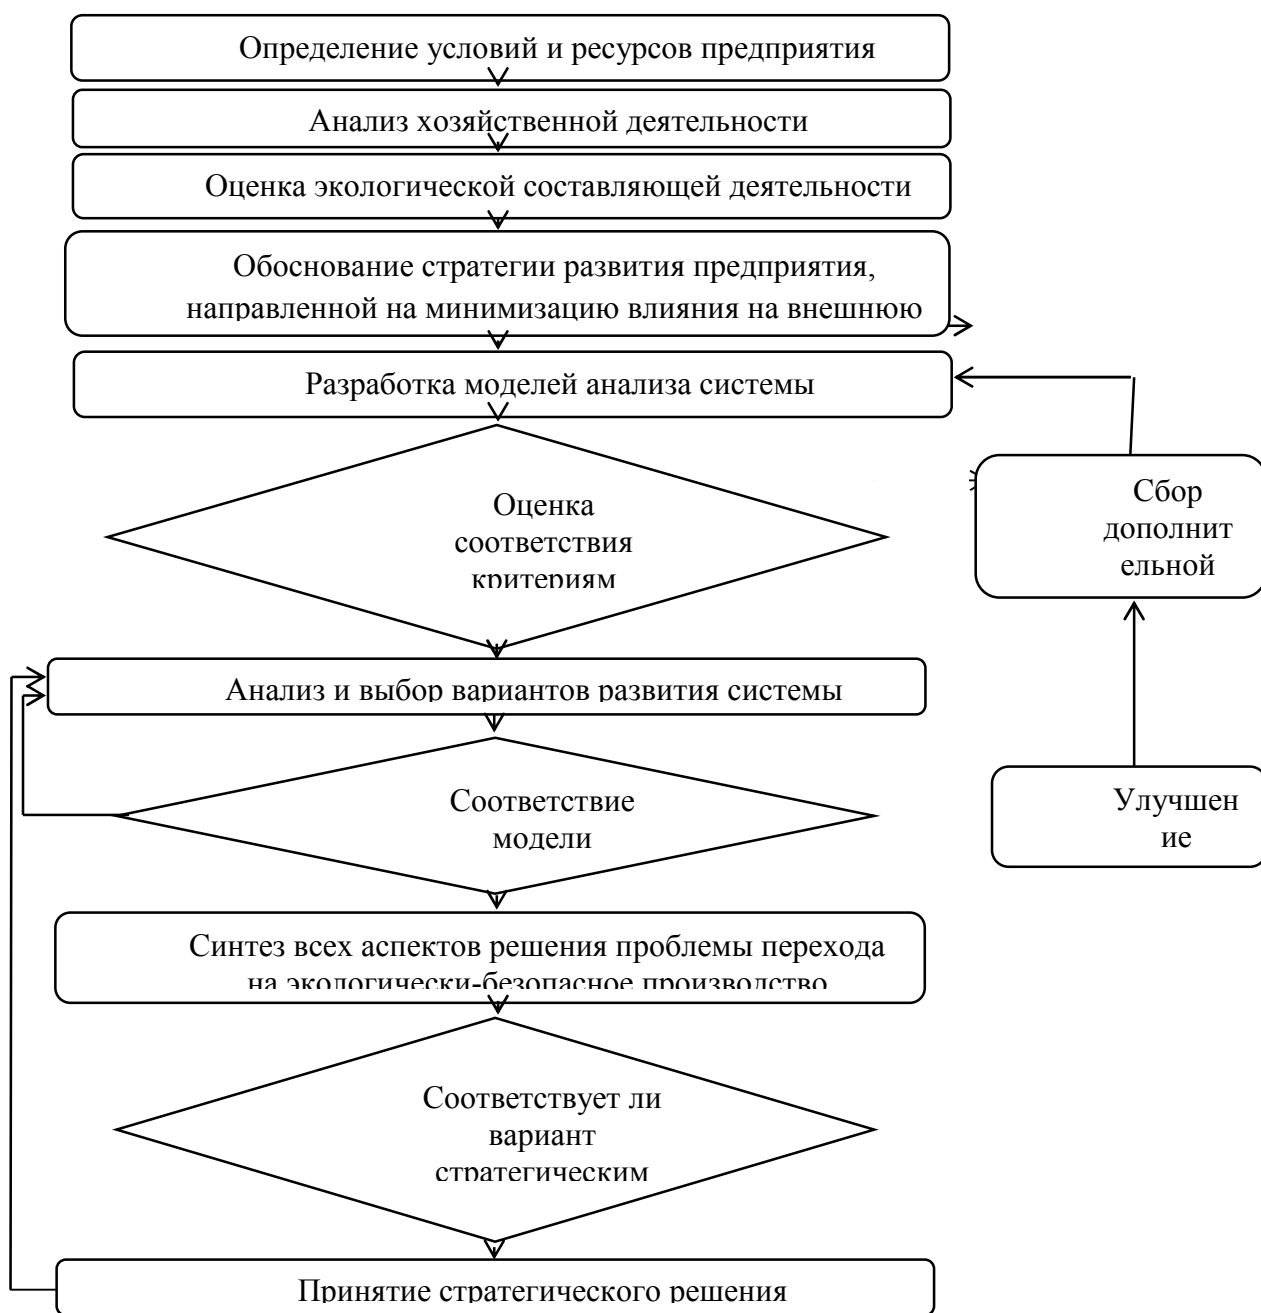 Определение условий и ресурсов предприятия
Анализ хозяйственной деятельности
Оценка экологической составляющей деятельности
Обоснование стратегии развития предприятия,
направленной на минимизацию влияния на внешнюю
Разработка моделей анализа системы
Оценка
соответствия
критериям
Сбор
дополнит
ельной
Анализ и выбор вариантов развития системы
Соответствие
модели
Улучшен
ие
Синтез всех аспектов решения проблемы перехода
на экологически-безопасное производство
Соответствует ли
вариант
стратегическим
Принятие стратегического решения